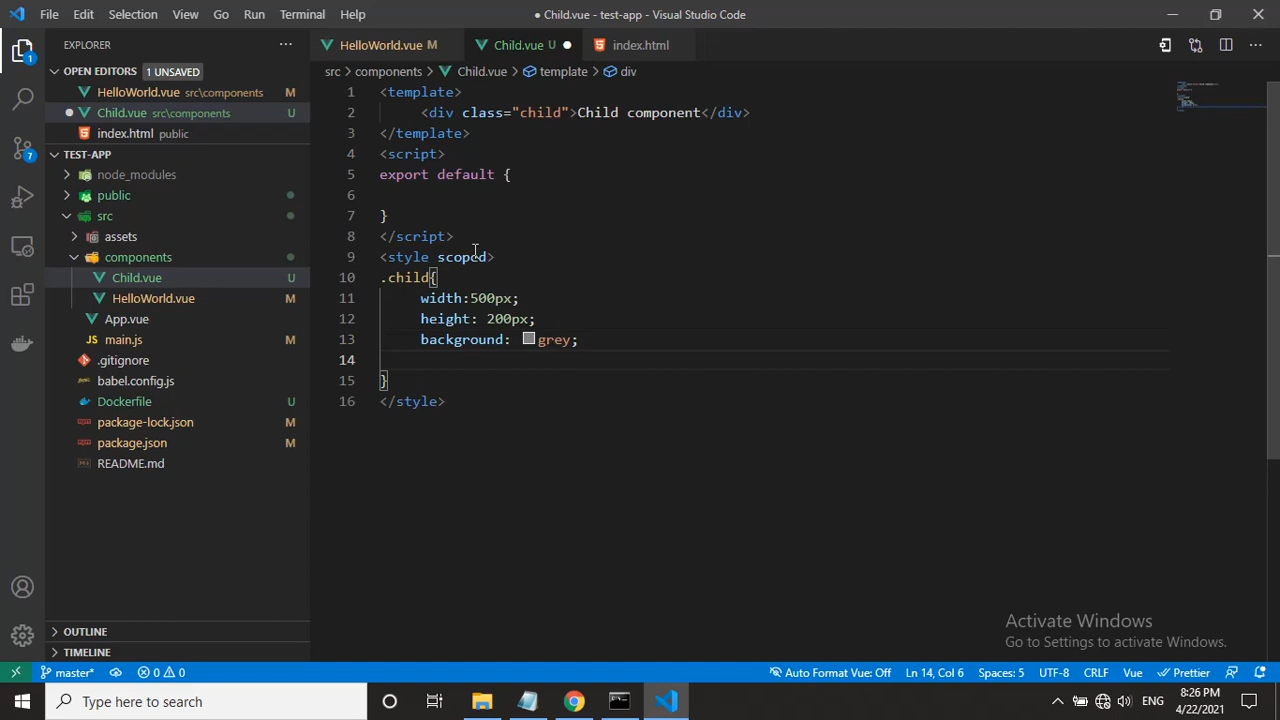 File Edit Selection View Go Run Terminal Help
● Child.vue - test-app - Visual Studio Code
EXPLORER
HelloWorld.vue M
Child.vue U
index.html
OPEN EDITORS 1 UNSAVED
src > components > Child.vue > template > div
HelloWorld.vue src\components M
Child.vue src\components U
index.html public
TEST-APP
node_modules
public
src
assets
components
Child.vue U
HelloWorld.vue M
App.vue
main.js M
.gitignore
babel.config.js
Dockerfile U
package-lock.json M
package.json M
README.md
OUTLINE
TIMELINE
1 <template>
2 <div class="child">Child component</div>
3 </template>
4 <script>
5 export default {
6
7 }
8 </script>
9 <style scoped>
10 .child{
11 width:500px;
12 height: 200px;
13 background: grey;
14
15 }
16 </style>
Activate Windows
Go to Settings to activate Windows.
1
7
master* 0 0
Auto Format Vue: Off Ln 14, Col 6 Spaces: 5 UTF-8 CRLF Vue Prettier
Type here to search
ENG
8:26 PM
4/22/2021